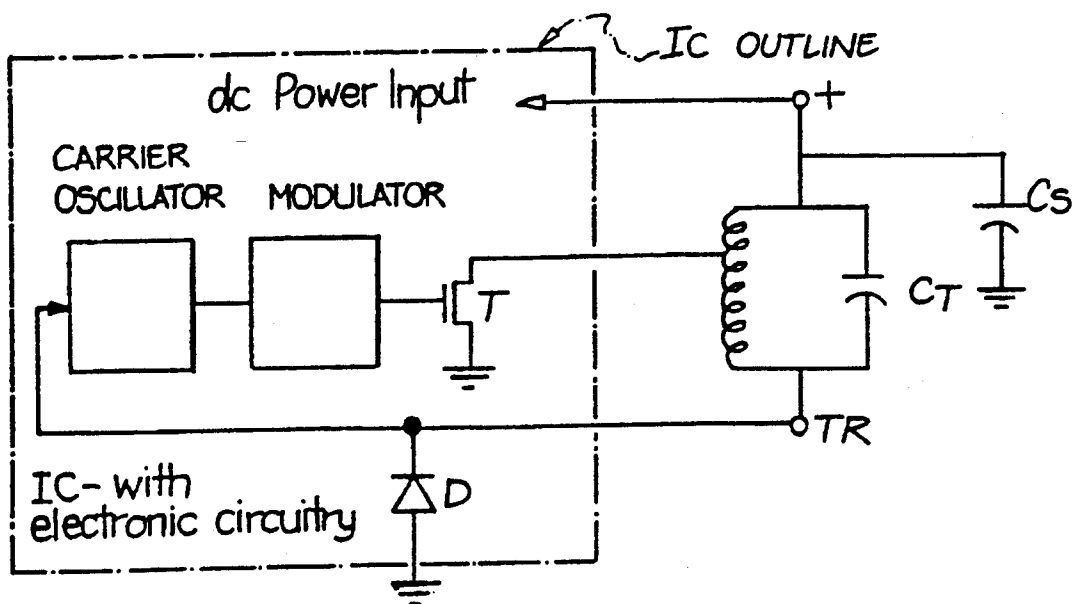 IC OUTLINE
dc Power Input
+
CARRIER
OSCILLATOR
MODULATOR
CS
T
CT
TR
IC- with
electronic circuitry
D